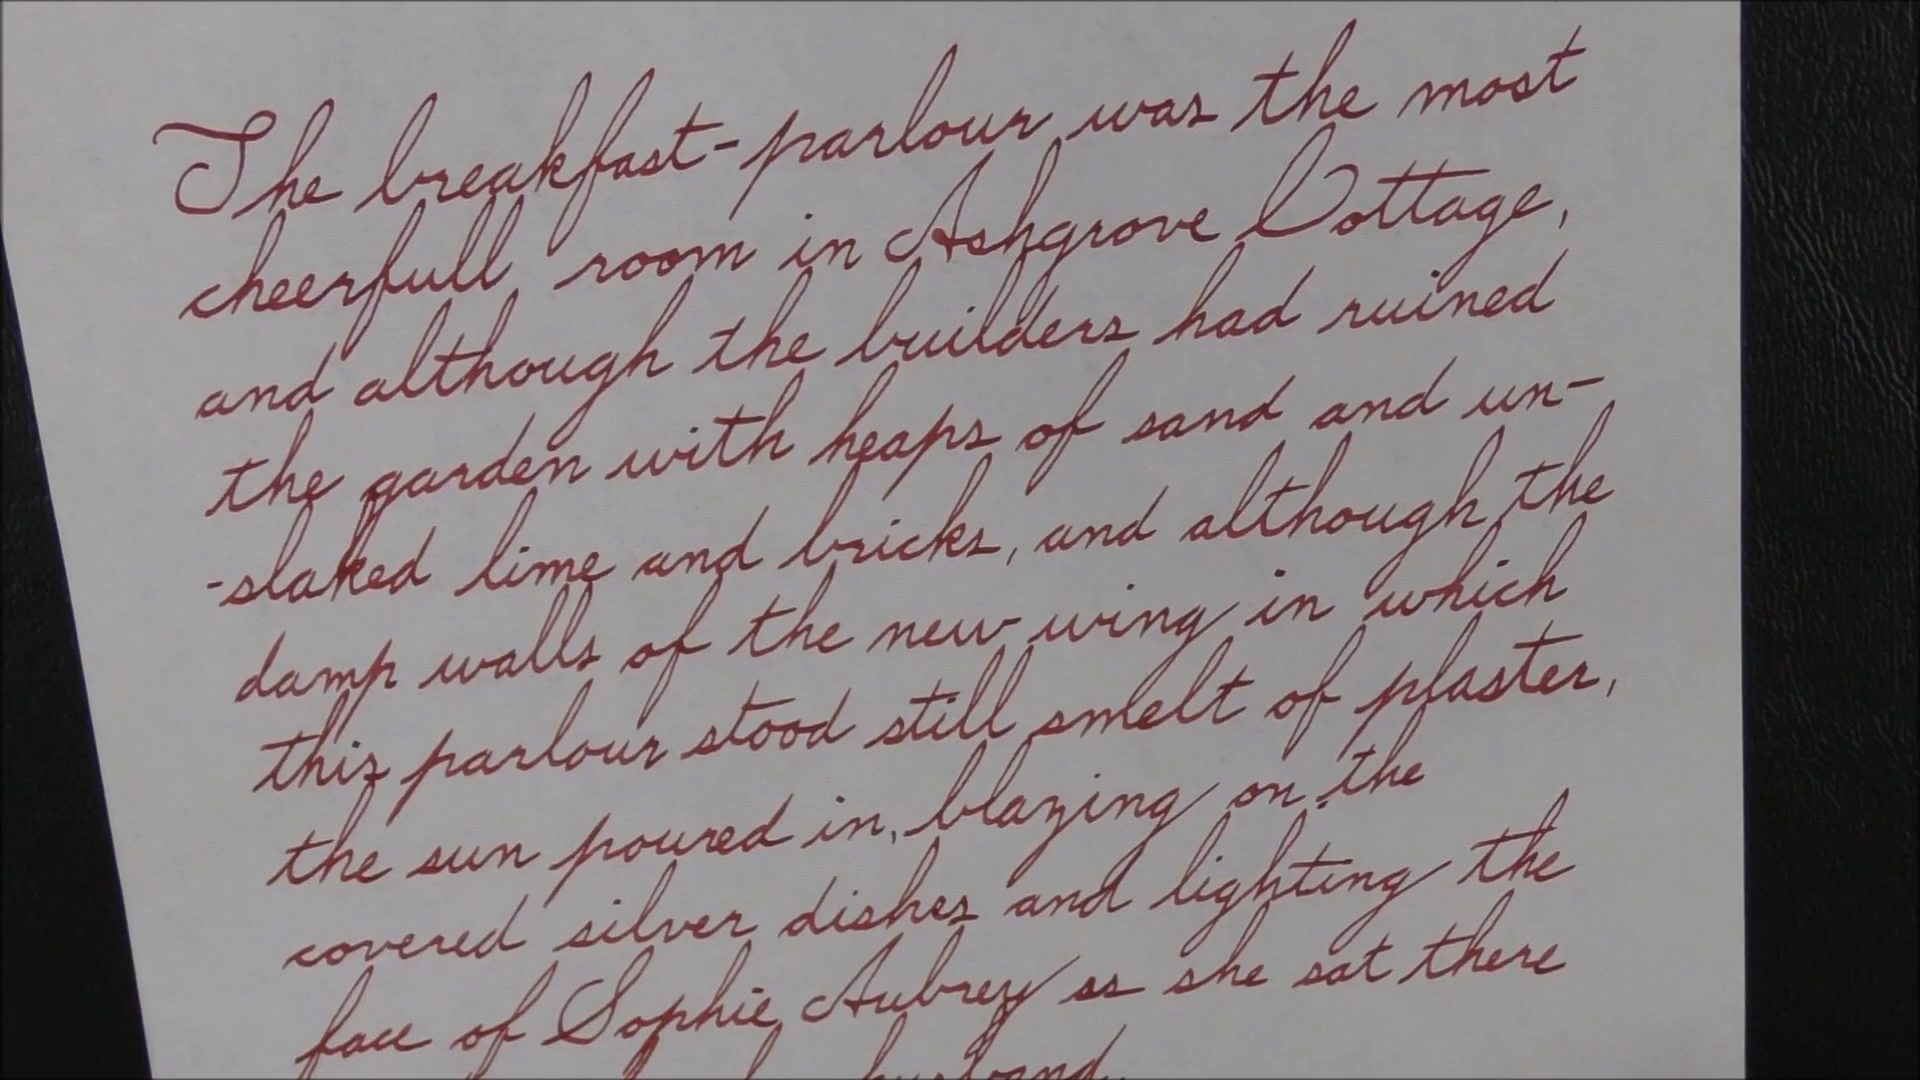 The breakfast-parlour was the most
cheerfull room in Ashgrove Cottage,
and although the builders had ruined
the garden with heaps of sand and un-
-slaked lime and bricks, and although the
damp walls of the new wing in which
this parlour stood still smelt of plaster,
the sun poured in, blazing on the
covered silver dishes and lighting the
face of Sophie Aubrey as she sat there
husband.